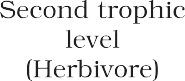 Second trophic
level
(Herbivore)